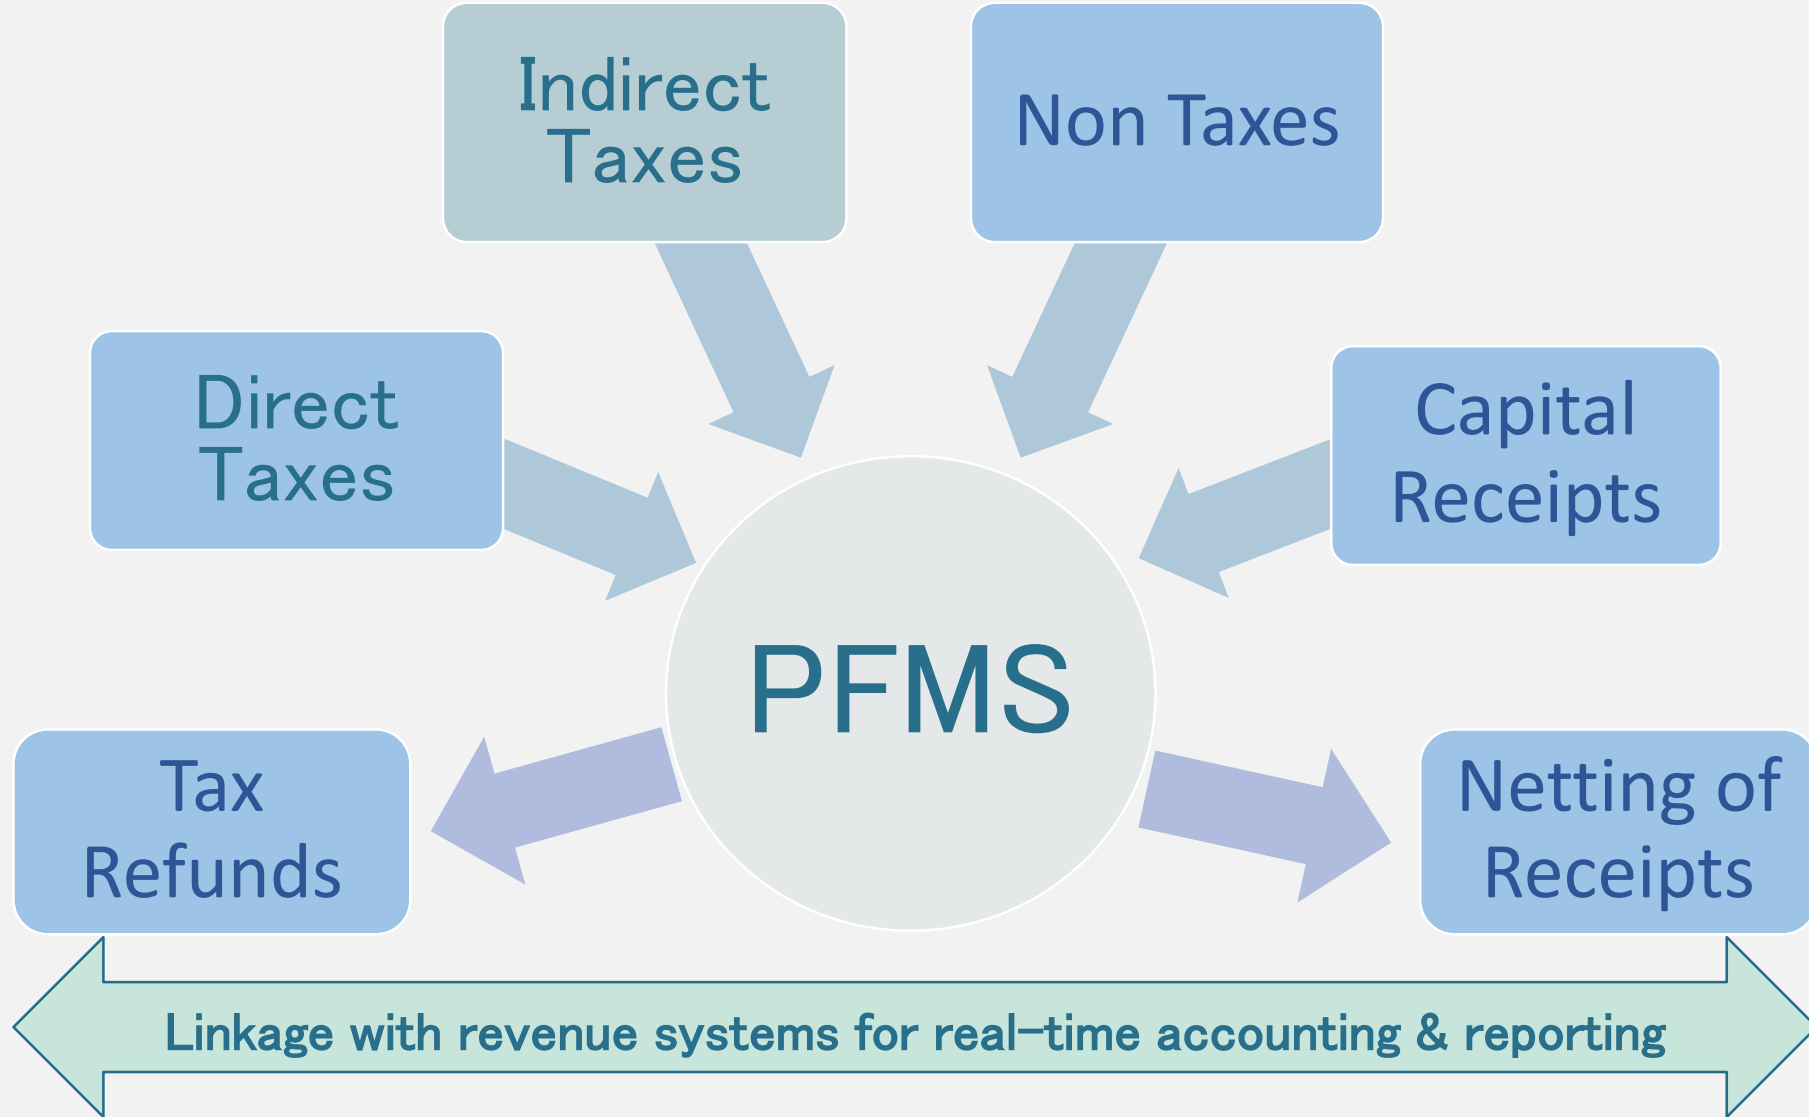 Indirect
Taxes
Non Taxes
Direct
Taxes
Capital
Receipts
PFMS
Tax
Refunds
Netting of
Receipts
Linkage with revenue systems for real-time accounting & reporting